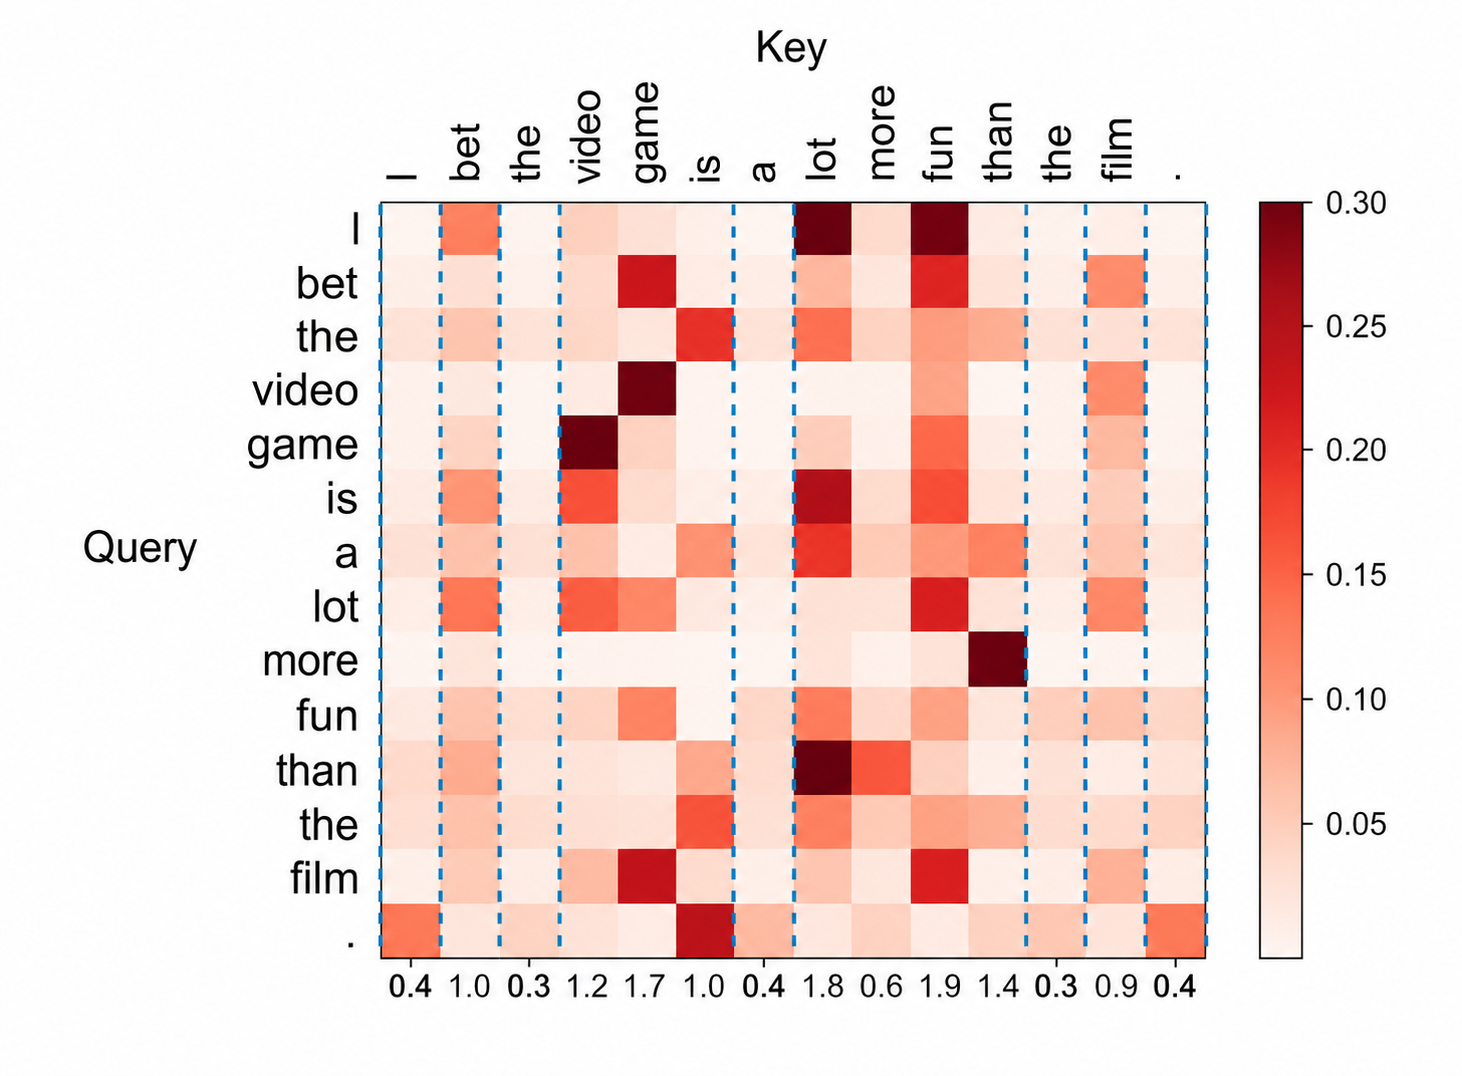 Key
I bet the video game is a lot more fun than the film .
Query
I
bet
the
video
game
is
a
lot
more
fun
than
the
film
.
0.4 1.0 0.3 1.2 1.7 1.0 0.4 1.8 0.6 1.9 1.4 0.3 0.9 0.4
0.30
0.25
0.20
0.15
0.10
0.05